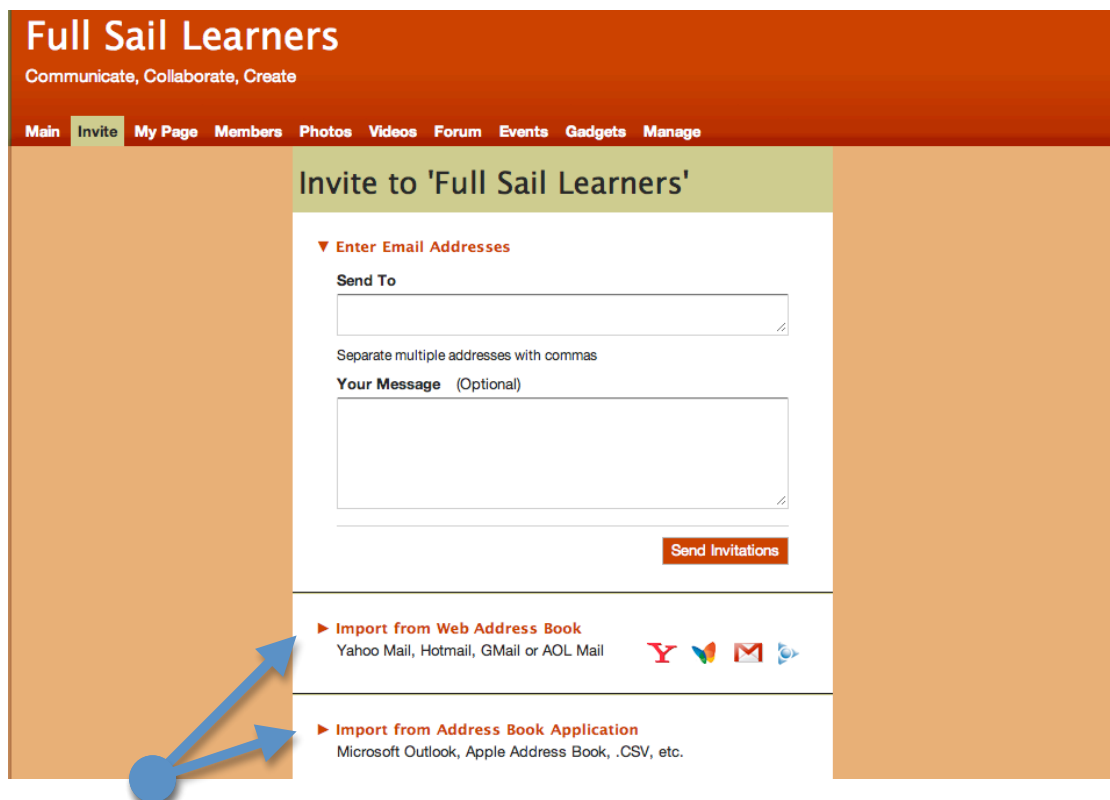 Full Sail Learners
Communicate, Collaborate, Create
Main Invite My Page Members Photos Videos Forum Events Gadgets Manage
Invite to 'Full Sail Learners'
▼ Enter Email Addresses
Send To
Separate multiple addresses with commas
Your Message (Optional)
Send Invitations
► Import from Web Address Book
Yahoo Mail, Hotmail, GMail or AOL Mail
► Import from Address Book Application
Microsoft Outlook, Apple Address Book, .CSV, etc.